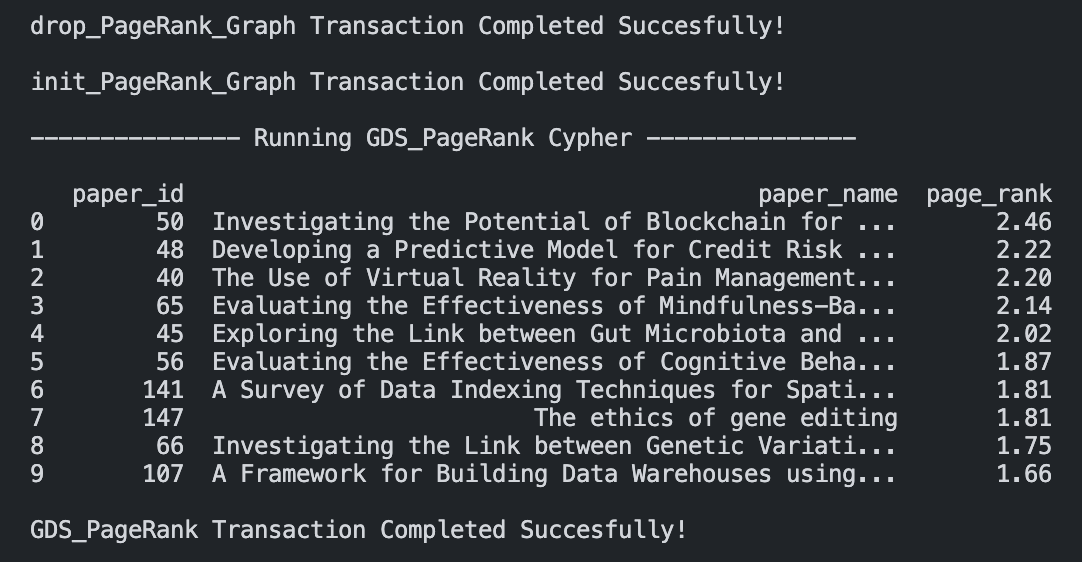 drop_PageRank_Graph Transaction Completed Succesfully!
init_PageRank_Graph Transaction Completed Succesfully!
--------------- Running GDS_PageRank Cypher ---------------
paper_id paper_name page_rank
0 50 Investigating the Potential of Blockchain for ... 2.46
1 48 Developing a Predictive Model for Credit Risk ... 2.22
2 40 The Use of Virtual Reality for Pain Management... 2.20
3 65 Evaluating the Effectiveness of Mindfulness-Ba... 2.14
4 45 Exploring the Link between Gut Microbiota and ... 2.02
5 56 Evaluating the Effectiveness of Cognitive Beha... 1.87
6 141 A Survey of Data Indexing Techniques for Spati... 1.81
7 147 The ethics of gene editing 1.81
8 66 Investigating the Link between Genetic Variati... 1.75
9 107 A Framework for Building Data Warehouses using... 1.66
GDS_PageRank Transaction Completed Succesfully!